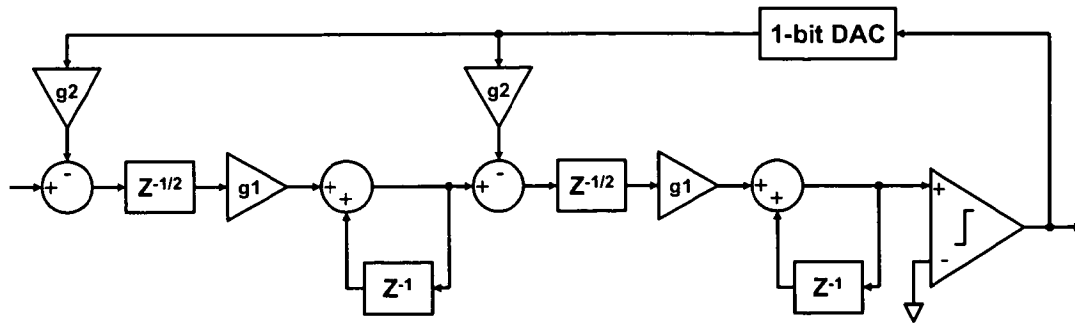 1-bit DAC
g2
g2
-
-
+
Z-1/2
g1
+
+
+
Z-1/2
g1
+
+
+
-
Z-1
Z-1